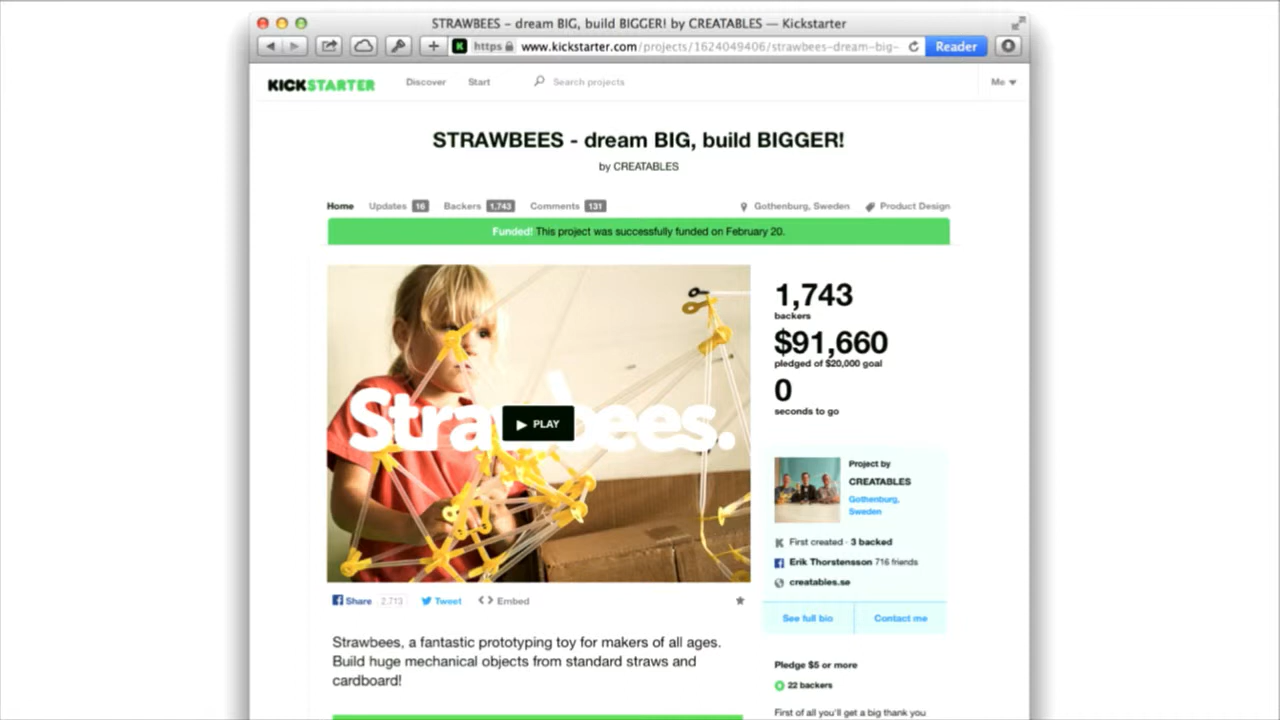 STRAWBEES – dream BIG, build BIGGER! by CREATABLES — Kickstarter
https www.kickstarter.com/projects/1624049406/strawbees-dream-big- Reader
KICKSTARTER Discover Start Search projects Me
STRAWBEES - dream BIG, build BIGGER!
by CREATABLES
Home Updates 16 Backers 1,743 Comments 131 Gothenburg, Sweden Product Design
Funded! This project was successfully funded on February 20.
1,743
backers
$91,660
pledged of $20,000 goal
0
seconds to go
Strawbees.
PLAY
Project by
CREATABLES
Gothenburg,
Sweden
First created · 3 backed
Erik Thorstensson 716 friends
creatables.se
See full bio Contact me
Share 2,713 Tweet Embed
Strawbees, a fantastic prototyping toy for makers of all ages.
Build huge mechanical objects from standard straws and
cardboard!
Pledge $5 or more
22 backers
First of all you'll get a big thank you